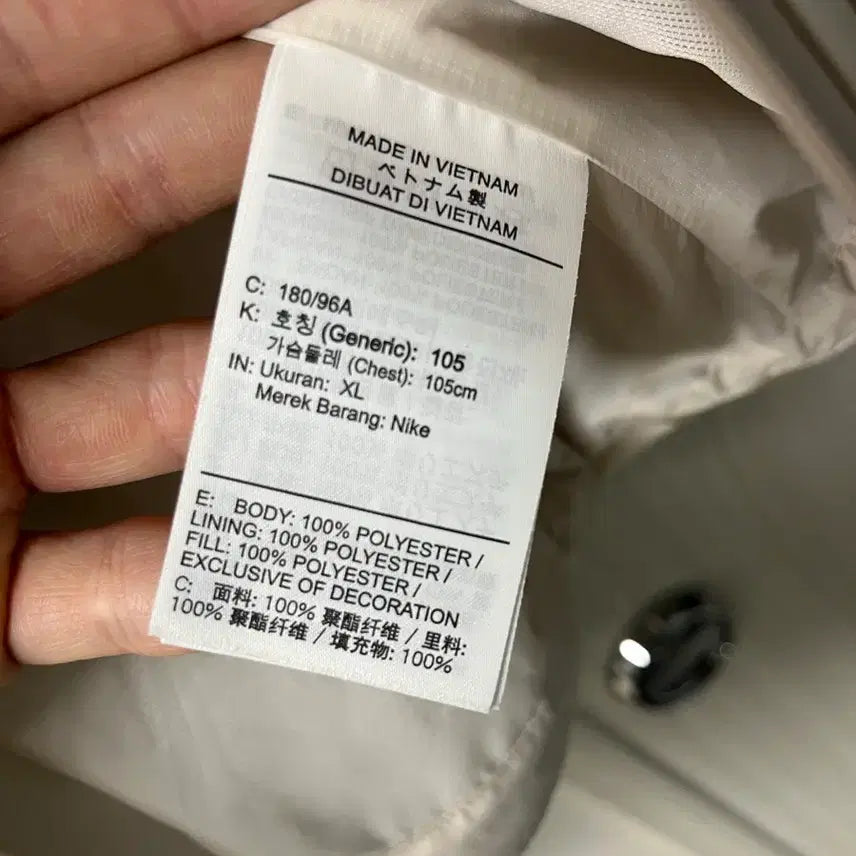 MADE IN VIETNAM
ベトナム製
DIBUAT DI VIETNAM
C: 180/96A
K: 호칭 (Generic): 105
가슴둘레 (Chest): 105cm
IN: Ukuran: XL
Merek Barang: Nike
E: BODY: 100% POLYESTER /
LINING: 100% POLYESTER /
FILL: 100% POLYESTER /
EXCLUSIVE OF DECORATION
C: 面料: 100% 聚酯纤维 / 里料:
100% 聚酯纤维 / 填充物: 100%